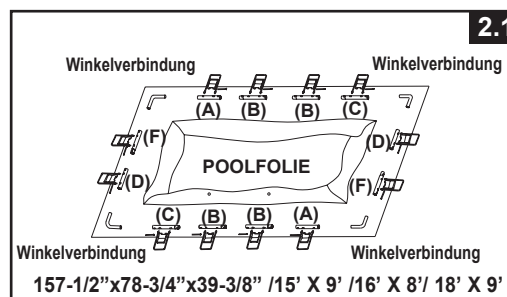 2.1
Winkelverbindung Winkelverbindung
(A) (B) (B) (C)
(F) (D)
POOLFOLIE
(D) (F)
(C) (B) (B) (A)
Winkelverbindung Winkelverbindung
157-1/2”x78-3/4”x39-3/8” /15’ X 9’ /16’ X 8’/ 18’ X 9’